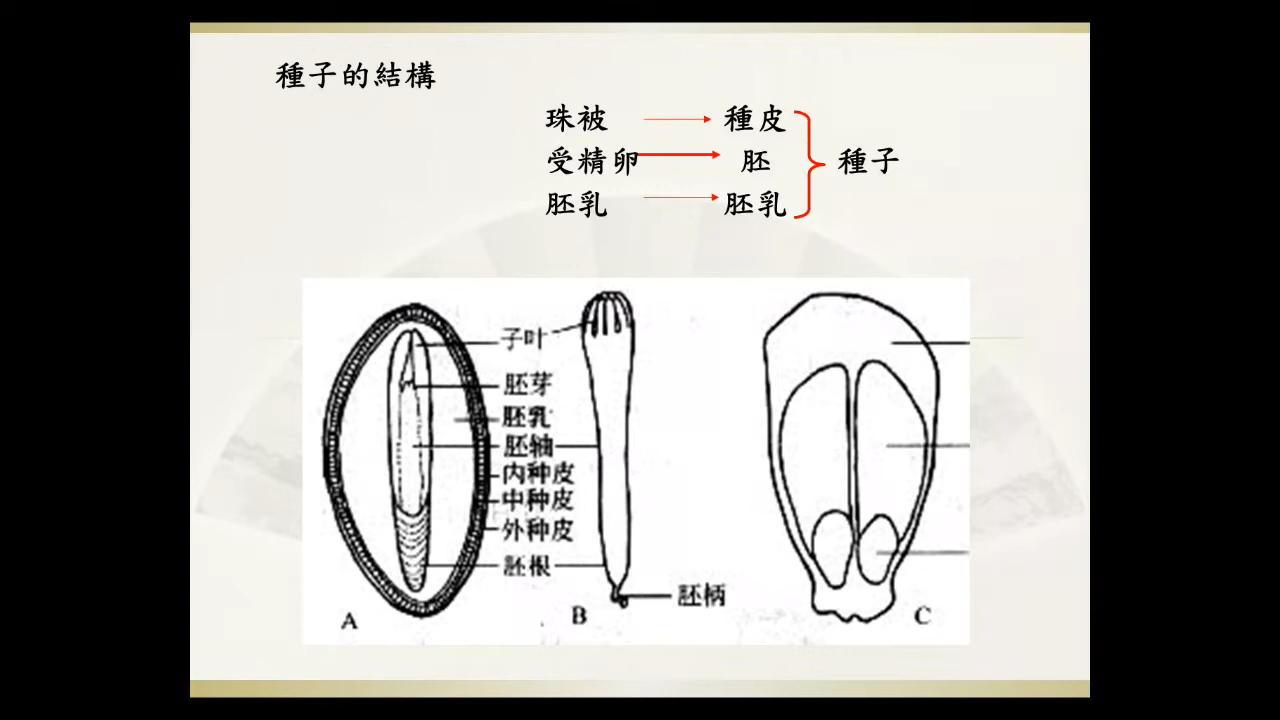 種子的結構
珠被 種皮
受精卵 胚 種子
胚乳 胚乳
子叶
胚芽
胚乳
胚轴
内种皮
中种皮
外种皮
胚根
胚柄
A B C